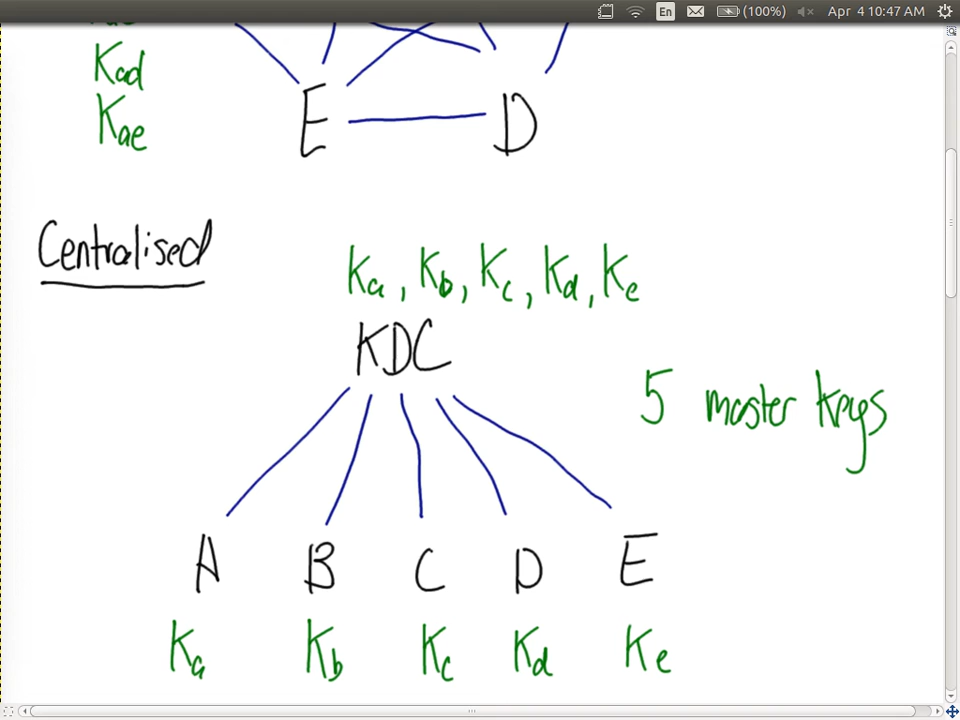 En (100%) Apr 4 10:47 AM
Kad
Kae
E D
Centralised
Ka, Kb, Kc, Kd, Ke
KDC
5 master keys
A B C D E
Ka Kb Kc Kd Ke